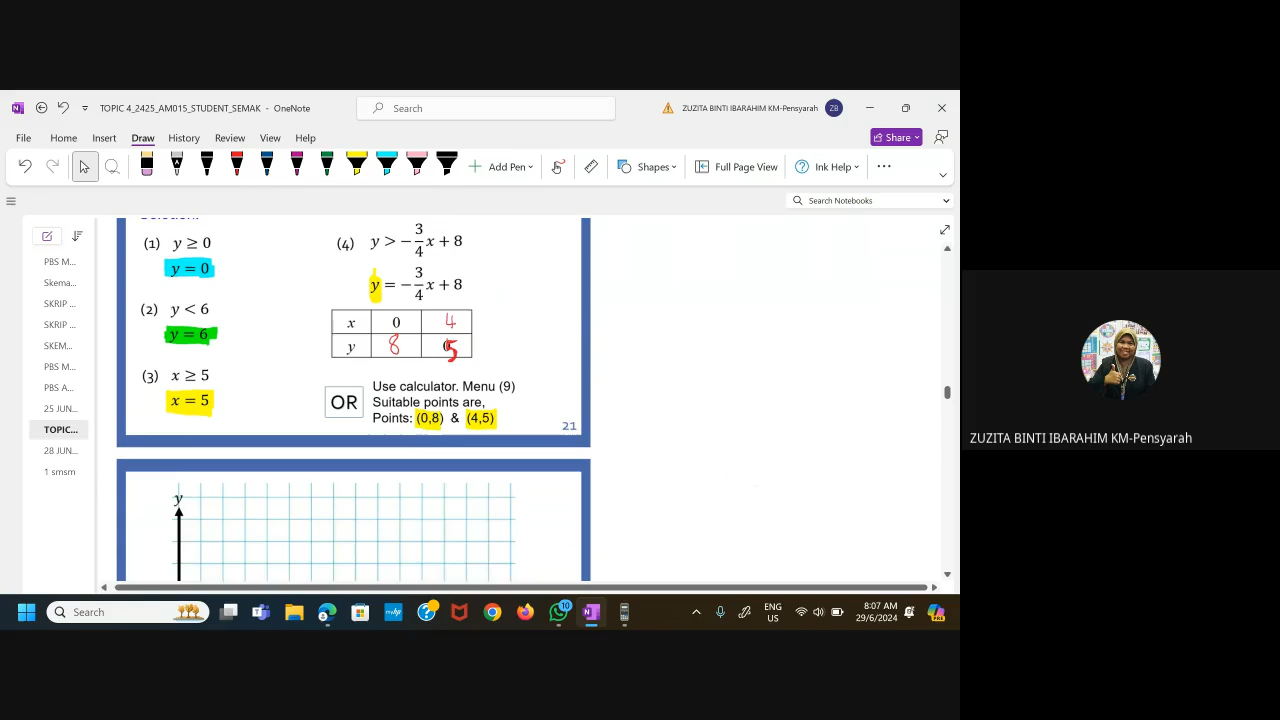 TOPIC 4_2425_AM015_STUDENT_SEMAK - OneNote
Search
ZUZITA BINTI IBARAHIM KM-Pensyarah
ZB
File Home Insert Draw History Review View Help
Share
Add Pen
Shapes
Full Page View
Ink Help
Search Notebooks
PBS M...
Skema...
SKRIP ...
SKRIP ...
SKEM...
PBS M...
PBS A...
25 JUN...
TOPIC...
28 JUN...
1 smsm
(1) y ≥ 0
y = 0
(2) y < 6
y = 6
(3) x ≥ 5
x = 5
(4) y > -3/4 x + 8
y = -3/4 x + 8
x 0 4
y 8 5
OR
Use calculator. Menu (9)
Suitable points are,
Points: (0,8) & (4,5)
21
y
ZUZITA BINTI IBARAHIM KM-Pensyarah
Search
10
ENG
US
8:07 AM
29/6/2024